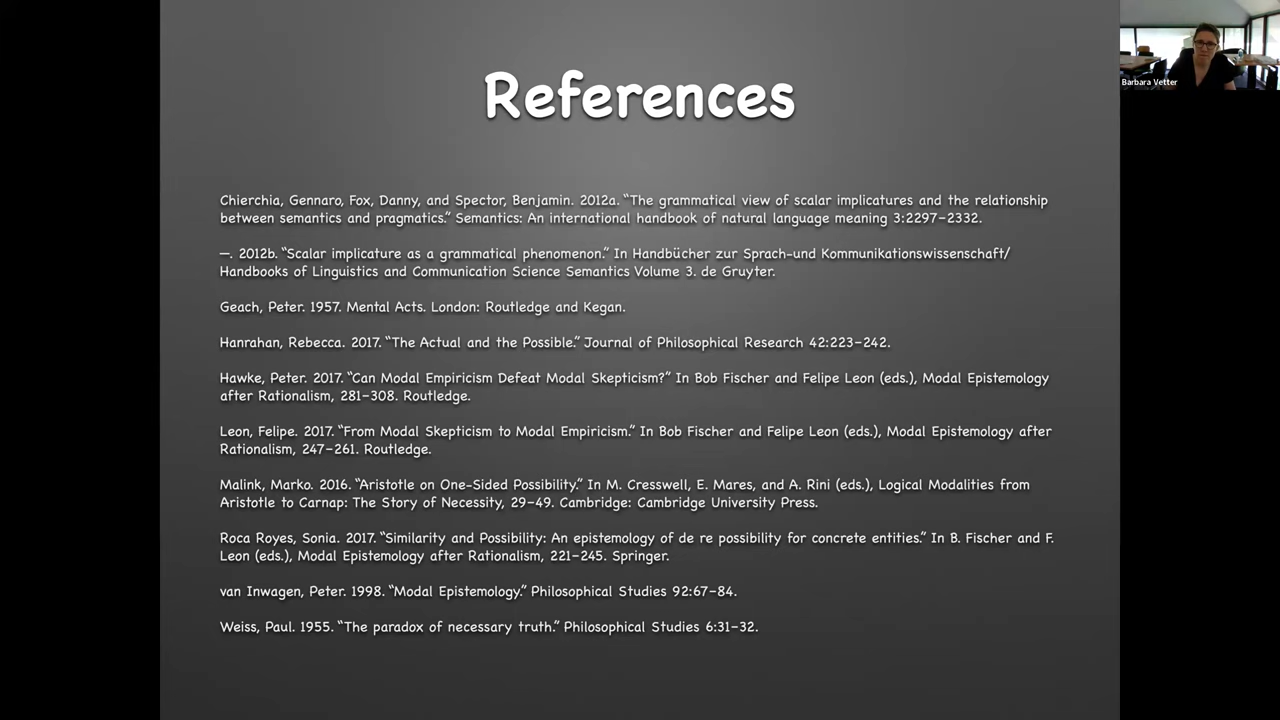 References
Barbara Vetter
Chierchia, Gennaro, Fox, Danny, and Spector, Benjamin. 2012a. “The grammatical view of scalar implicatures and the relationship
between semantics and pragmatics.” Semantics: An international handbook of natural language meaning 3:2297–2332.
—. 2012b. “Scalar implicature as a grammatical phenomenon.” In Handbücher zur Sprach-und Kommunikationswissenschaft/
Handbooks of Linguistics and Communication Science Semantics Volume 3. de Gruyter.
Geach, Peter. 1957. Mental Acts. London: Routledge and Kegan.
Hanrahan, Rebecca. 2017. “The Actual and the Possible.” Journal of Philosophical Research 42:223–242.
Hawke, Peter. 2017. “Can Modal Empiricism Defeat Modal Skepticism?” In Bob Fischer and Felipe Leon (eds.), Modal Epistemology
after Rationalism, 281–308. Routledge.
Leon, Felipe. 2017. “From Modal Skepticism to Modal Empiricism.” In Bob Fischer and Felipe Leon (eds.), Modal Epistemology after
Rationalism, 247–261. Routledge.
Malink, Marko. 2016. “Aristotle on One-Sided Possibility.” In M. Cresswell, E. Mares, and A. Rini (eds.), Logical Modalities from
Aristotle to Carnap: The Story of Necessity, 29–49. Cambridge: Cambridge University Press.
Roca Royes, Sonia. 2017. “Similarity and Possibility: An epistemology of de re possibility for concrete entities.” In B. Fischer and F.
Leon (eds.), Modal Epistemology after Rationalism, 221–245. Springer.
van Inwagen, Peter. 1998. “Modal Epistemology.” Philosophical Studies 92:67–84.
Weiss, Paul. 1955. “The paradox of necessary truth.” Philosophical Studies 6:31–32.